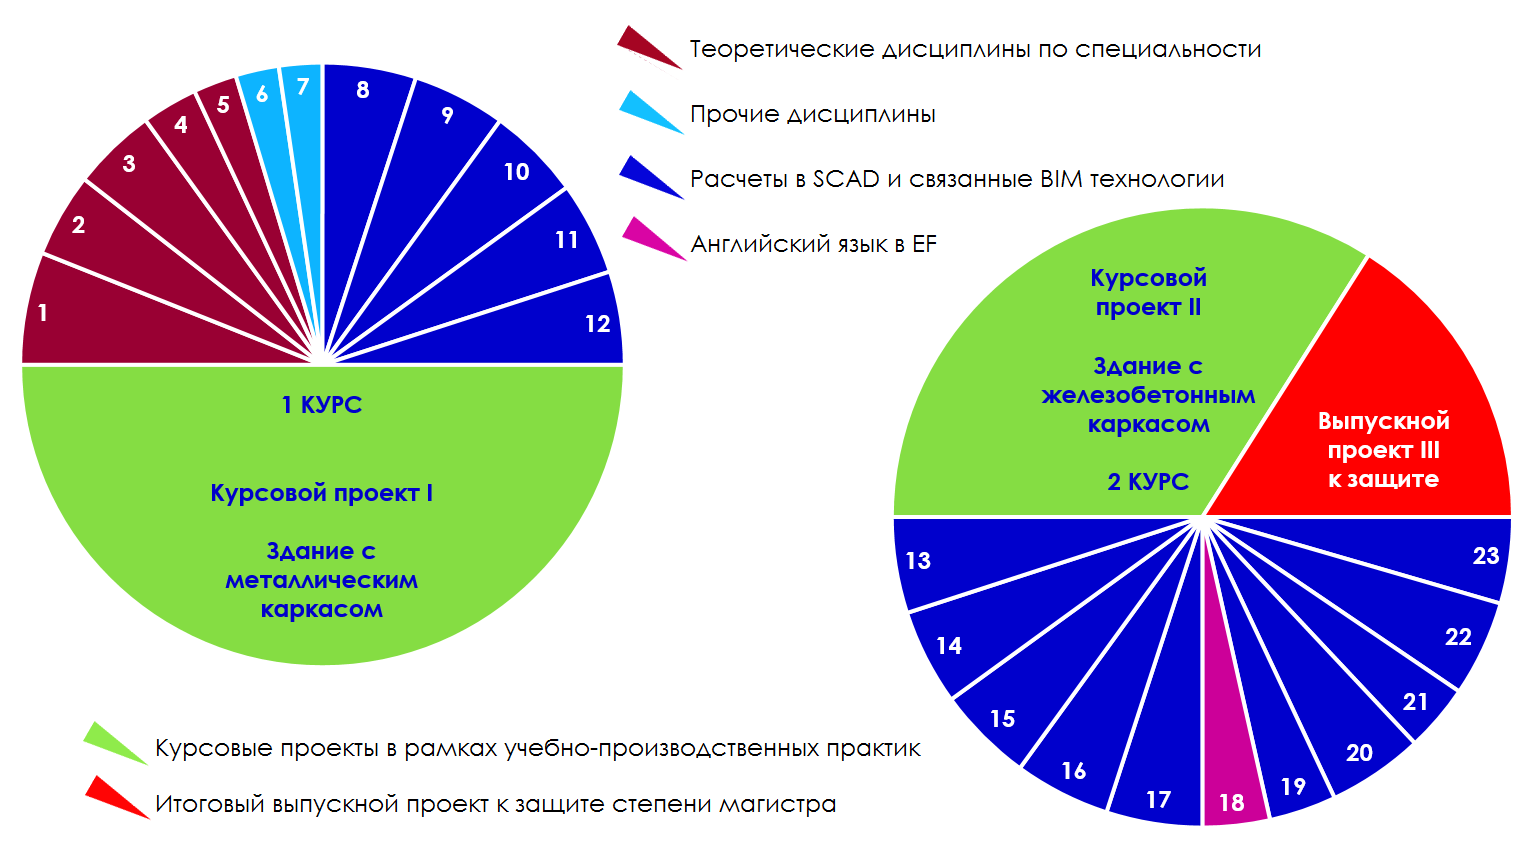 Теоретические дисциплины по специальности
Прочие дисциплины
Расчеты в SCAD и связанные BIM технологии
Английский язык в EF
1
2
3
4
5
6
7
8
9
10
11
12
1 КУРС
Курсовой проект I
Здание с
металлическим
каркасом
Курсовой
проект II
Здание с
железобетонным
каркасом
2 КУРС
Выпускной
проект III
к защите
13
14
15
16
17
18
19
20
21
22
23
Курсовые проекты в рамках учебно-производственных практик
Итоговый выпускной проект к защите степени магистра